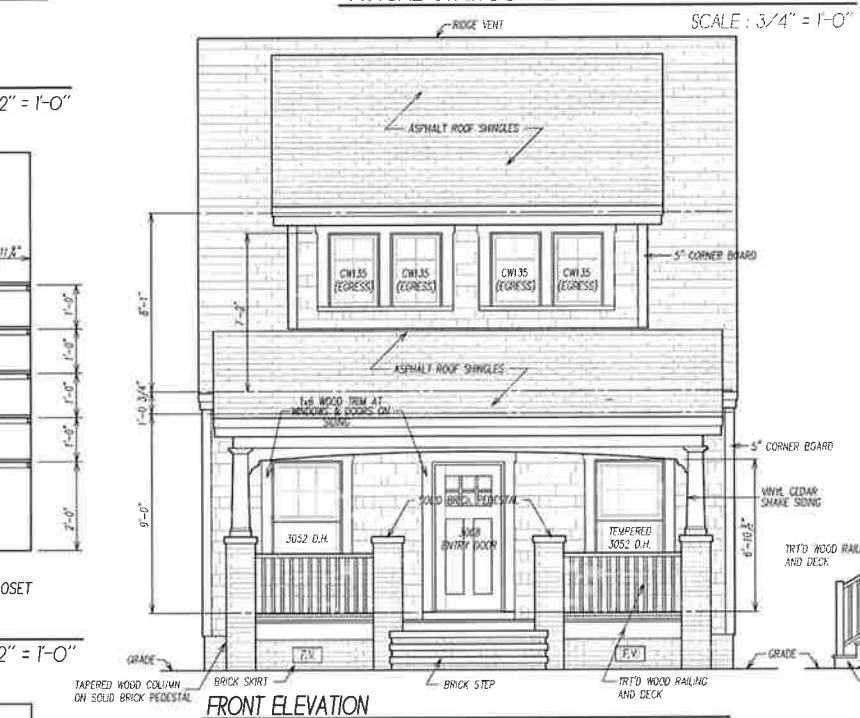 SCALE : 3/4" = 1'-0"
RIDGE VENT
2" = 1'-0"
ASPHALT ROOF SHINGLES
CW135
(EGRESS)
CW135
(EGRESS)
CW135
(EGRESS)
CW135
(EGRESS)
5" CORNER BOARD
8'-1"
7'-2"
1'-0"
1'-0"
1'-0"
1'-0"
2'-0"
ASPHALT ROOF SHINGLES
1'-0 3/4"
1x6 WOOD TRIM AT
WINDOWS & DOORS ON
SIDING
5" CORNER BOARD
9'-0"
SOLID BRICK PEDESTAL
VINYL CEDAR
SHAKE SIDING
3052 D.H.
3068
ENTRY DOOR
TEMPERED
3052 D.H.
6'-10 1/2"
TRT'D WOOD RAIL
AND DECK
OSET
2" = 1'-0"
GRADE
F.V.
F.V.
GRADE
TAPERED WOOD COLUMN
ON SOLID BRICK PEDESTAL
BRICK SKIRT
BRICK STEP
TRT'D WOOD RAILING
AND DECK
FRONT ELEVATION